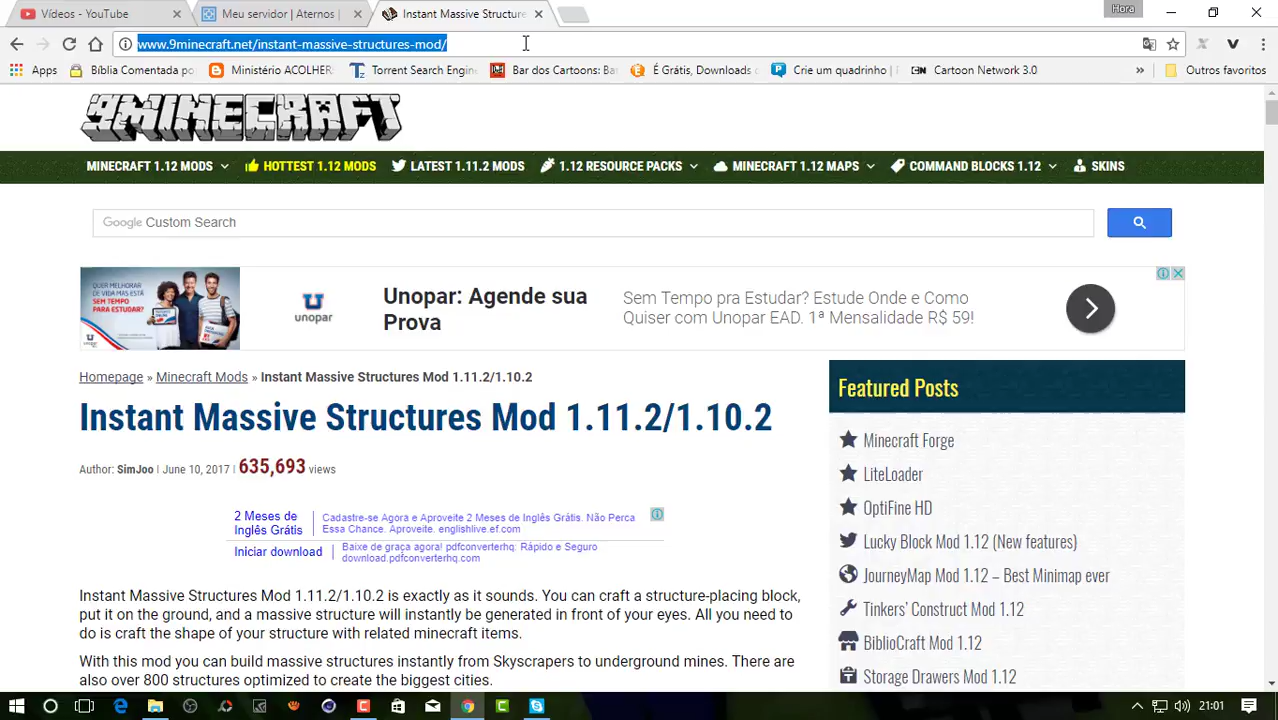 Vídeos - YouTube
Meu servidor | Aternos |
Instant Massive Structure
Hora
www.9minecraft.net/instant-massive-structures-mod/
Apps
Bíblia Comentada po
Ministério ACOLHER
Torrent Search Engin
Bar dos Cartoons: Ba
É Grátis, Downloads
Crie um quadrinho |
Cartoon Network 3.0
»
Outros favoritos
9MINECRAFT
MINECRAFT 1.12 MODS
HOTTEST 1.12 MODS
LATEST 1.11.2 MODS
1.12 RESOURCE PACKS
MINECRAFT 1.12 MAPS
COMMAND BLOCKS 1.12
SKINS
Google Custom Search
QUER MELHORAR
DE VIDA MAS ESTÁ
SEM TEMPO
PARA ESTUDAR?
unopar
Unopar: Agende sua
Prova
Sem Tempo pra Estudar? Estude Onde e Como
Quiser com Unopar EAD. 1ª Mensalidade R$ 59!
Homepage » Minecraft Mods » Instant Massive Structures Mod 1.11.2/1.10.2
Instant Massive Structures Mod 1.11.2/1.10.2
Author: SimJoo | June 10, 2017 | 635,693 views
2 Meses de
Inglês Grátis
Cadastre-se Agora e Aproveite 2 Meses de Inglês Grátis. Não Perca
Essa Chance. Aproveite. englishlive.ef.com
Iniciar download
Baixe de graça agora! pdfconverterhq: Rápido e Seguro
download.pdfconverterhq.com
Instant Massive Structures Mod 1.11.2/1.10.2 is exactly as it sounds. You can craft a structure-placing block,
put it on the ground, and a massive structure will instantly be generated in front of your eyes. All you need to
do is craft the shape of your structure with related minecraft items.
With this mod you can build massive structures instantly from Skyscrapers to underground mines. There are
also over 800 structures optimized to create the biggest cities.
Featured Posts
Minecraft Forge
LiteLoader
OptiFine HD
Lucky Block Mod 1.12 (New features)
JourneyMap Mod 1.12 – Best Minimap ever
Tinkers' Construct Mod 1.12
BiblioCraft Mod 1.12
Storage Drawers Mod 1.12
21:01